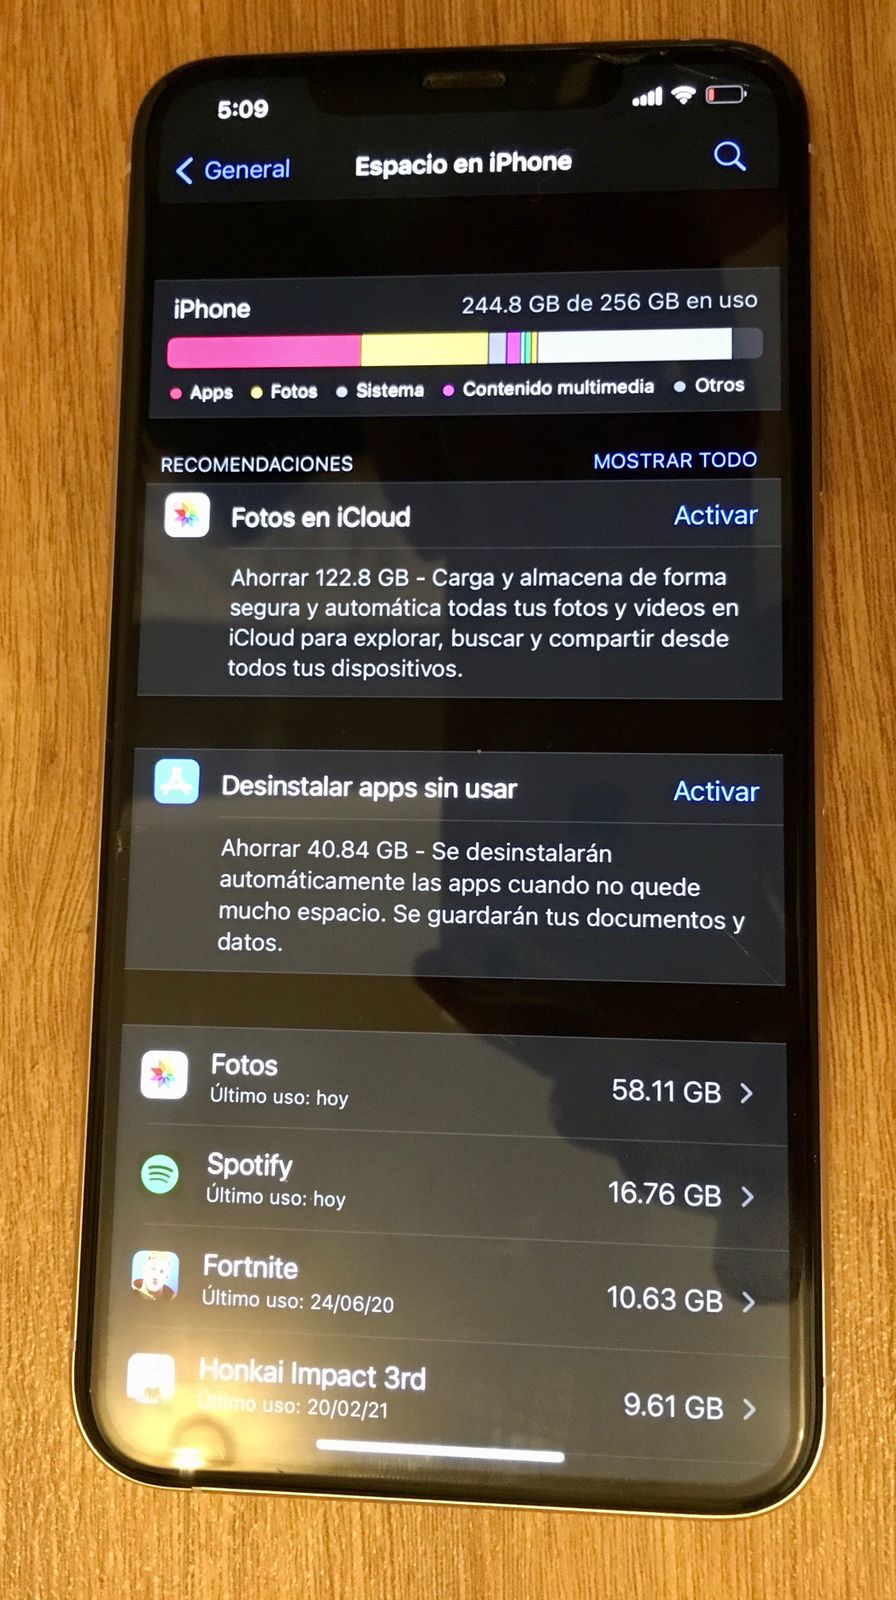 5:09
General
Espacio en iPhone
iPhone
244.8 GB de 256 GB en uso
Apps
Fotos
Sistema
Contenido multimedia
Otros
RECOMENDACIONES
MOSTRAR TODO
Fotos en iCloud
Activar
Ahorrar 122.8 GB - Carga y almacena de forma
segura y automática todas tus fotos y videos en
iCloud para explorar, buscar y compartir desde
todos tus dispositivos.
Desinstalar apps sin usar
Activar
Ahorrar 40.84 GB - Se desinstalarán
automáticamente las apps cuando no quede
mucho espacio. Se guardarán tus documentos y
datos.
Fotos
Último uso: hoy
58.11 GB
Spotify
Último uso: hoy
16.76 GB
Fortnite
Último uso: 24/06/20
10.63 GB
Honkai Impact 3rd
Último uso: 20/02/21
9.61 GB